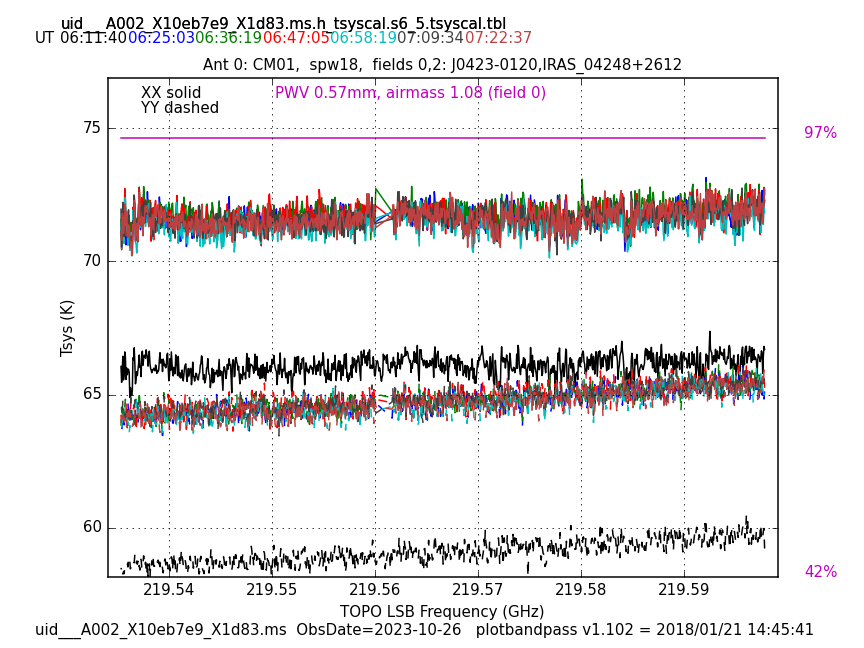 uid___A002_X10eb7e9_X1d83.ms.h_tsyscal.s6_5.tsyscal.tbl
UT 06:11:40 06:25:03 06:36:19 06:47:05 06:58:19 07:09:34 07:22:37
Ant 0: CM01,  spw18,  fields 0,2: J0423-0120,IRAS_04248+2612
XX solid
PWV 0.57mm, airmass 1.08 (field 0)
YY dashed
97%
75
70
65
60
42%
Tsys (K)
219.54 219.55 219.56 219.57 219.58 219.59
TOPO LSB Frequency (GHz)
uid___A002_X10eb7e9_X1d83.ms  ObsDate=2023-10-26   plotbandpass v1.102 = 2018/01/21 14:45:41